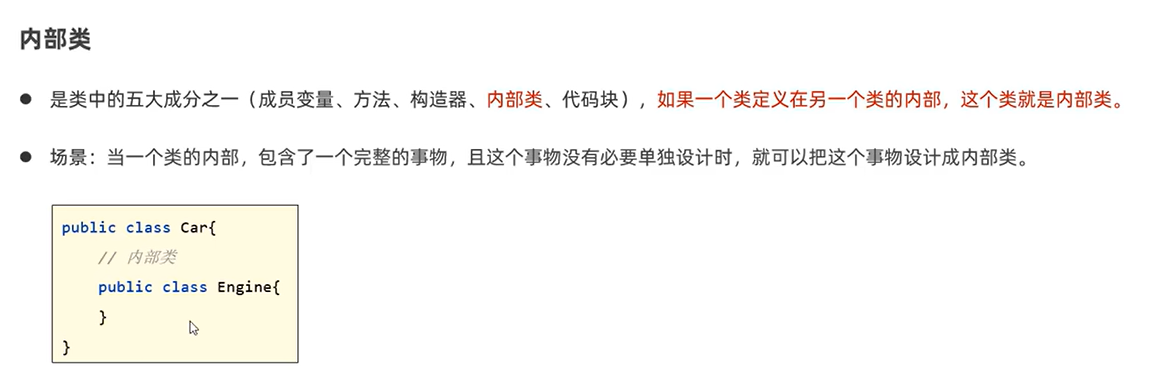 内部类
● 是类中的五大成分之一（成员变量、方法、构造器、内部类、代码块），如果一个类定义在另一个类的内部，这个类就是内部类。
● 场景：当一个类的内部，包含了一个完整的事物，且这个事物没有必要单独设计时，就可以把这个事物设计成内部类。
public class Car{
    // 内部类
    public class Engine{
    }
}